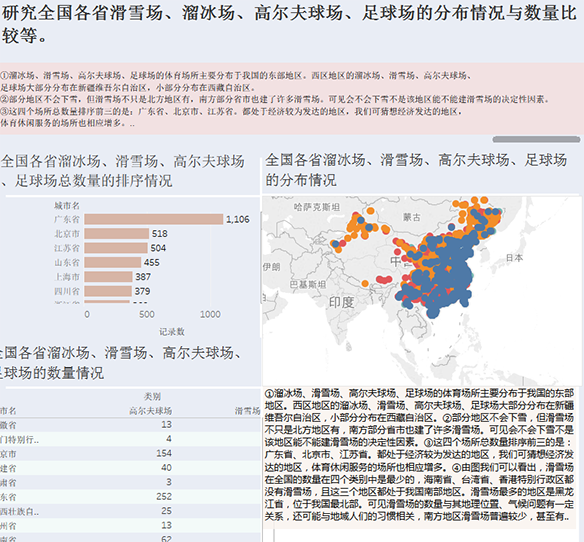 研究全国各省滑雪场、溜冰场、高尔夫球场、足球场的分布情况与数量比
较等。
①溜冰场、滑雪场、高尔夫球场、足球场的体育场所主要分布于我国的东部地区。西区地区的溜冰场、滑雪场、高尔夫球场、
足球场大部分分布在新疆维吾尔自治区，小部分分布在西藏自治区。
②部分地区不会下雪，但滑雪场不只是北方地区有，南方部分省市也建了许多滑雪场。可见会不会下雪不是该地区能不能建滑雪场的决定性因素。
③这四个场所总数量排序前三的是：广东省、北京市、江苏省。都处于经济较为发达的地区，我们可猜想经济发达的地区，
体育休闲服务的场所也相应增多。..
全国各省溜冰场、滑雪场、高尔夫球场
、足球场总数量的排序情况
城市名
广东省 1,106
北京市 518
江苏省 504
山东省 455
上海市 387
四川省 379
0 500 1000
记录数
全国各省溜冰场、滑雪场、高尔夫球场、足球场
的分布情况
哈萨克斯坦
蒙古
日本
中
伊朗
巴基斯坦
印度
全国各省溜冰场、滑雪场、高尔夫球场、
足球场的数量情况
类别
市名 高尔夫球场 滑雪场
徽省 13
门特别行.. 4
京市 154
建省 40
肃省 3
东省 252
西壮族自.. 25
州省 13
南省 62
①溜冰场、滑雪场、高尔夫球场、足球场的体育场所主要分布于我国的东部
地区。西区地区的溜冰场、滑雪场、高尔夫球场、足球场大部分分布在新疆
维吾尔自治区，小部分分布在西藏自治区。②部分地区不会下雪，但滑雪场
不只是北方地区有，南方部分省市也建了许多滑雪场。可见会不会下雪不是
该地区能不能建滑雪场的决定性因素。③这四个场所总数量排序前三的是：
广东省、北京市、江苏省。都处于经济较为发达的地区，我们可猜想经济发
达的地区，体育休闲服务的场所也相应增多。④由图我们可以看出，滑雪场
在全国的数量在四个类别中是最少的，海南省、台湾省、香港特别行政区都
没有滑雪场，且这三个地区都处于我国南部地区。滑雪场最多的地区是黑龙
江省，位于我国最北部。可见滑雪场的数量与其地理位置、气候问题有一定
关系，还可能与地域人们的习惯相关，南方地区滑雪场普遍较少，甚至有..